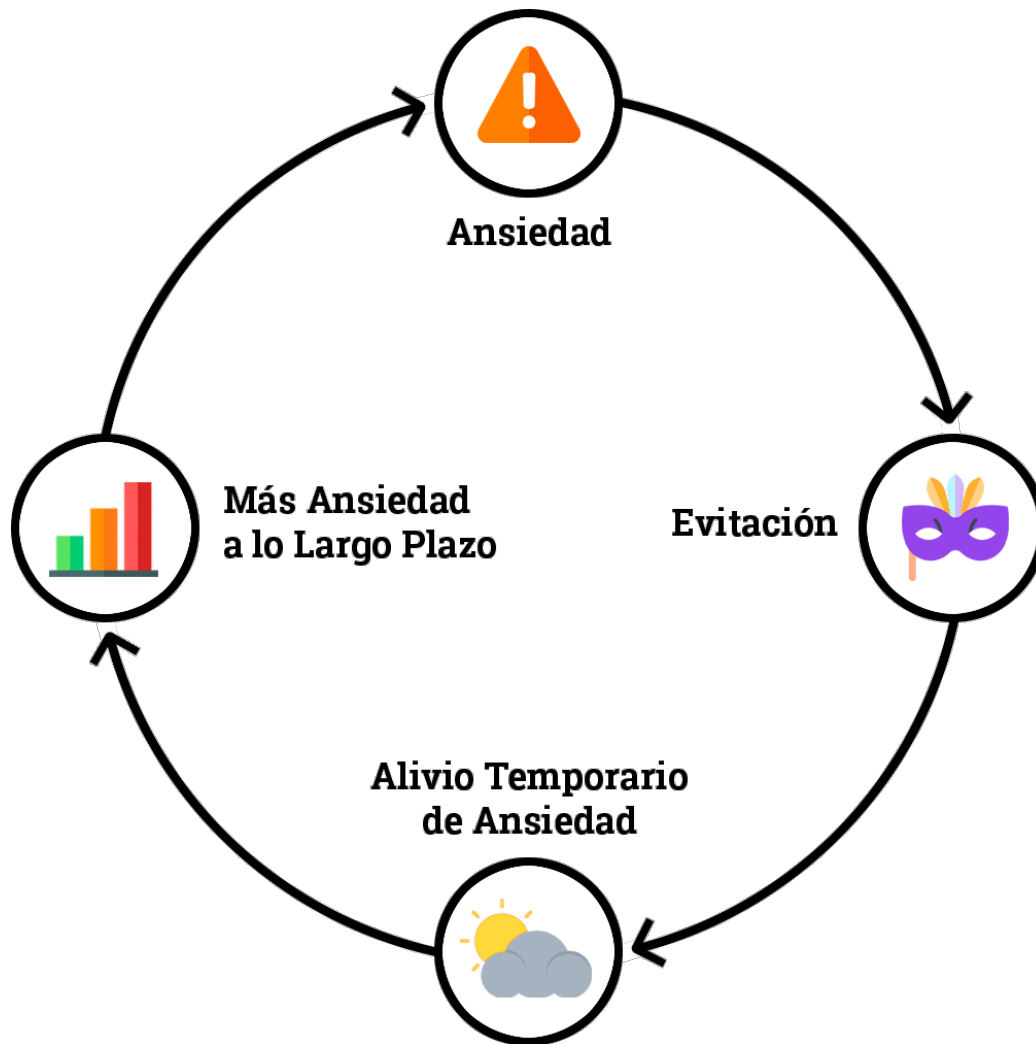 Ansiedad
Más Ansiedad
a lo Largo Plazo
Evitación
Alivio Temporario
de Ansiedad